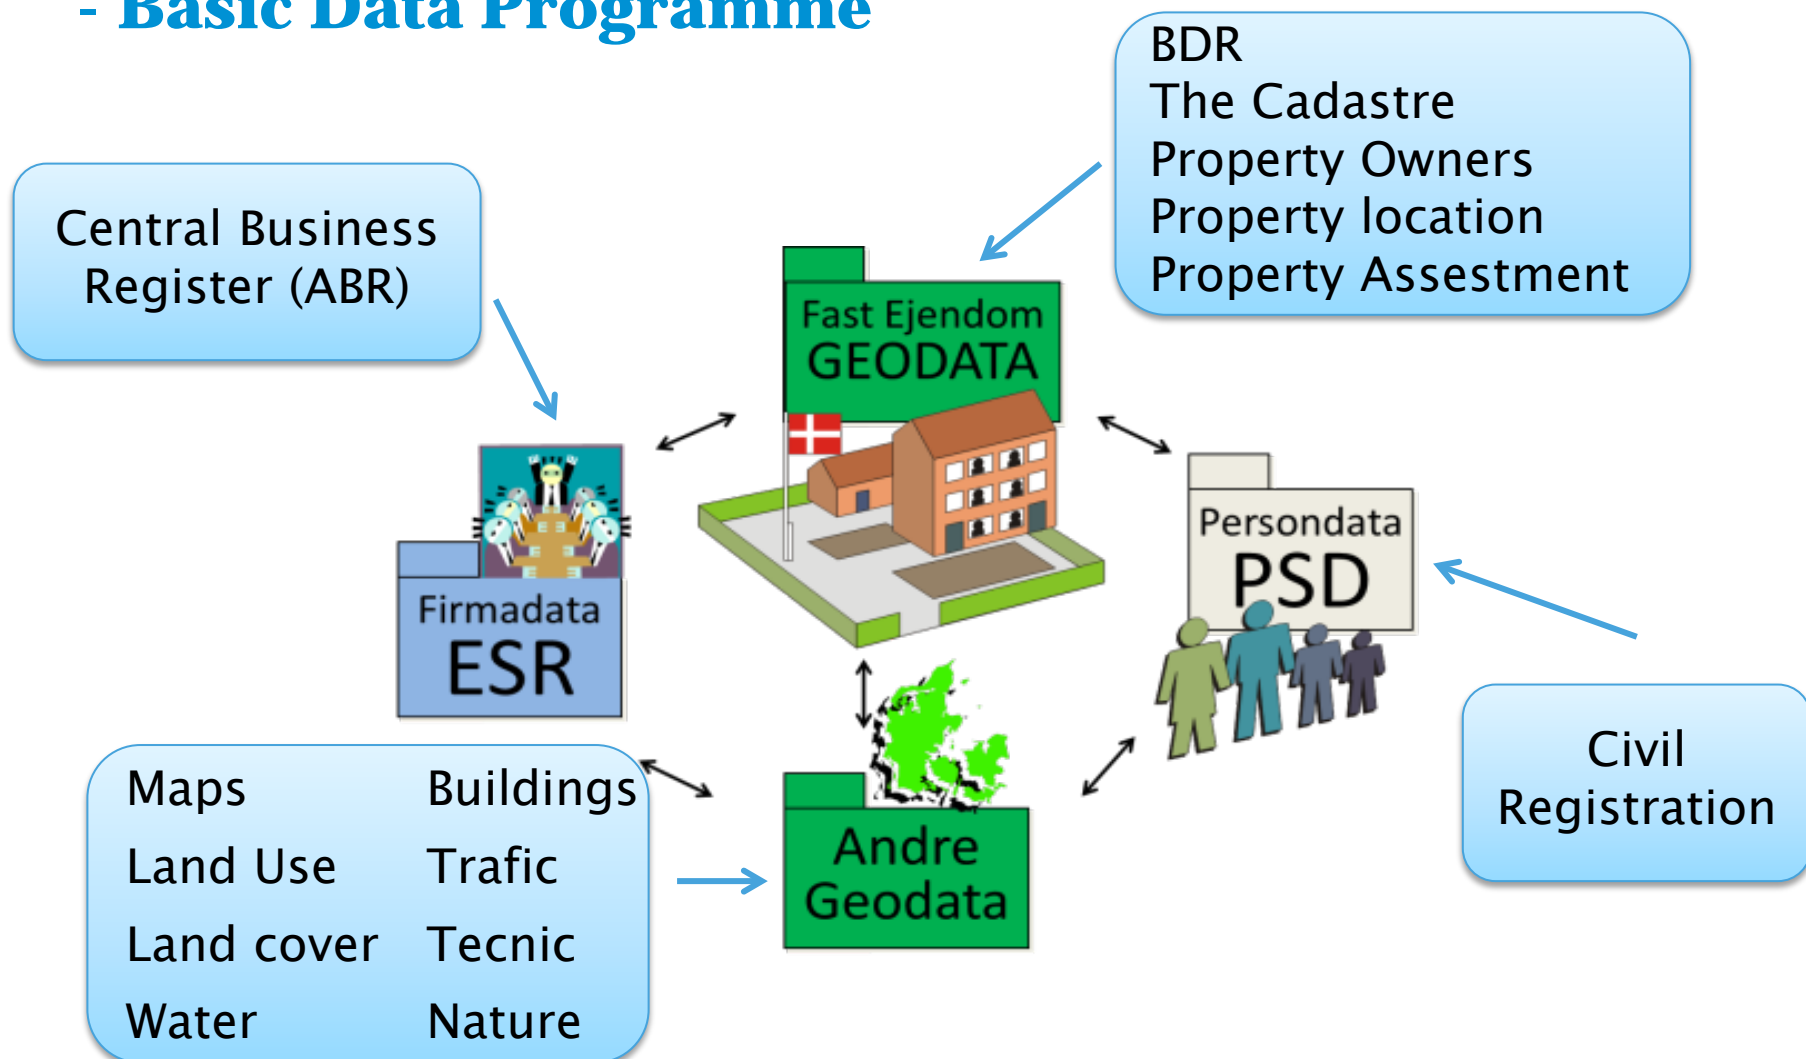 - Basic Data Programme
BDR
The Cadastre
Property Owners
Property location
Property Assestment
Central Business
Register (ABR)
Fast Ejendom
GEODATA
Persondata
PSD
Firmadata
ESR
Civil
Registration
Maps Buildings
Land Use Trafic
Land cover Tecnic
Water Nature
Andre
Geodata